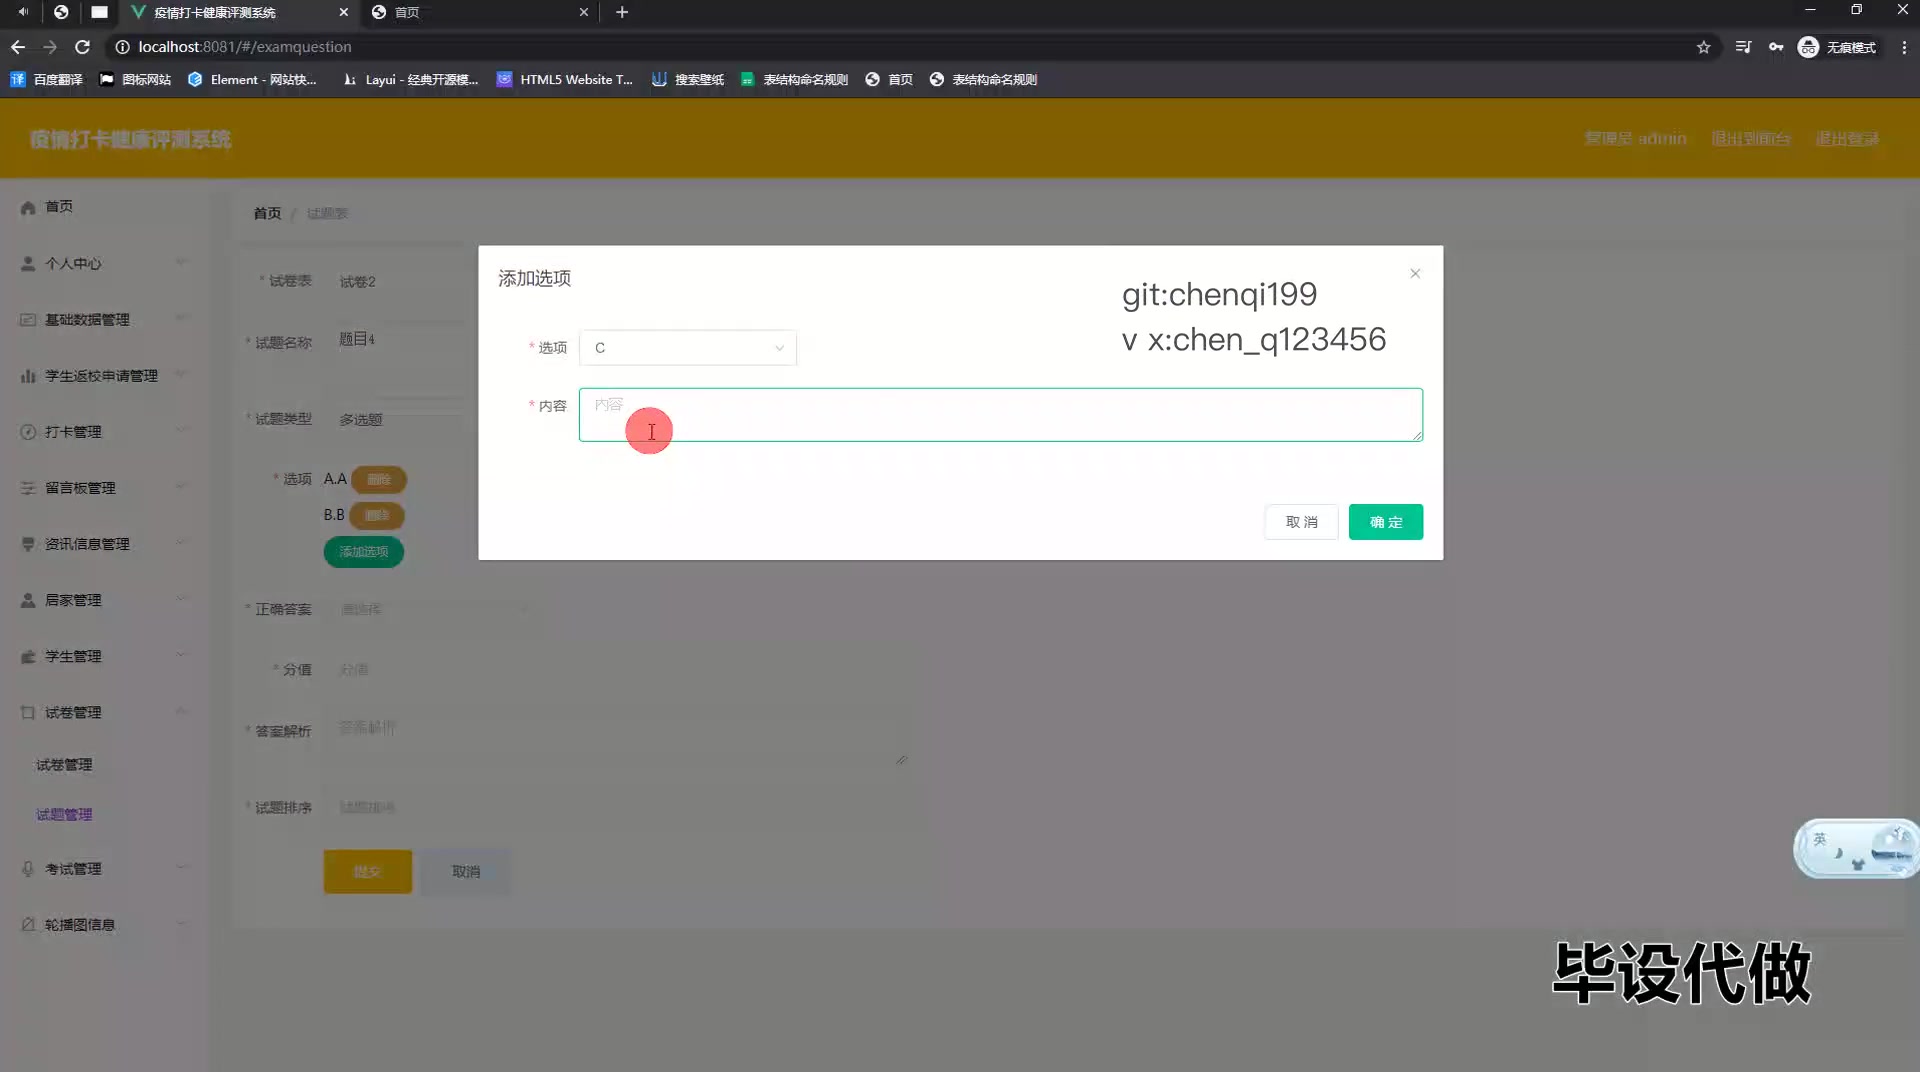 疫情打卡健康评测系统
首页
localhost:8081/#/examquestion
无痕模式
百度翻译
图标网站
Element - 网站快...
Layui - 经典开源模...
HTML5 Website T...
搜索壁纸
表结构命名规则
首页
表结构命名规则
疫情打卡健康评测系统
管理员 admin
退出到前台
退出登录
首页
个人中心
基础数据管理
学生返校申请管理
打卡管理
留言板管理
资讯信息管理
居家管理
学生管理
试卷管理
试卷管理
试题管理
考试管理
轮播图信息
首页 / 试题表
* 试卷表 试卷2
* 试题名称 题目4
* 试题类型 多选题
* 选项 A.A 删除
B.B 删除
添加选项
* 正确答案 请选择
* 分值 分值
* 答案解析 答案解析
* 试题排序 试题排序
提交 取消
添加选项
git:chenqi199
v x:chen_q123456
* 选项 C
* 内容 内容
取 消 确 定
英
毕设代做